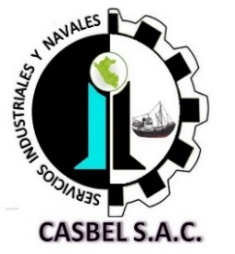 SERVICIOS INDUSTRIALES Y NAVALES
CASBEL S.A.C.